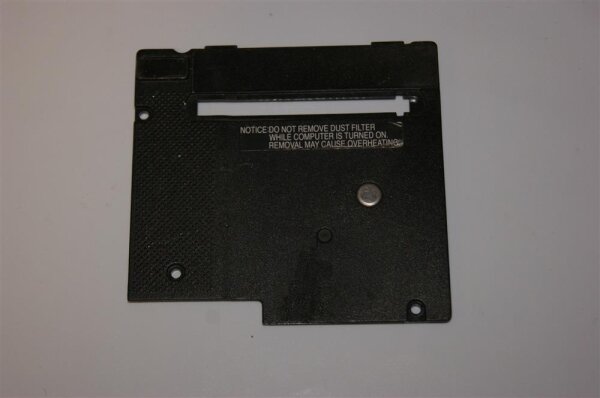 NOTICE:DO NOT REMOVE DUST FILTER
WHILE COMPUTER IS TURNED ON.
REMOVAL MAY CAUSE OVERHEATING.